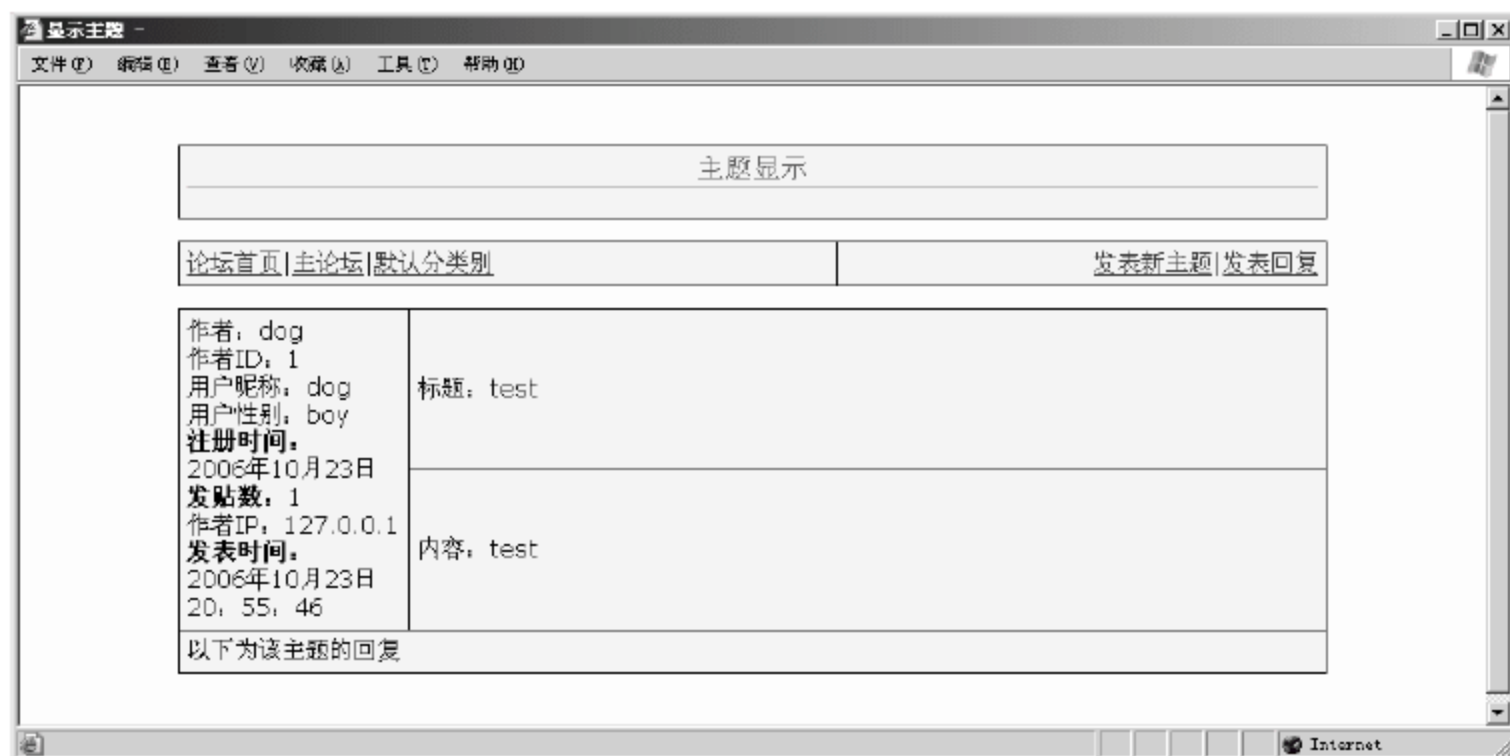 显示主题 -
文件(F) 编辑(E) 查看(V) 收藏(A) 工具(T) 帮助(H)
主题显示
论坛首页|主论坛|默认分类别
发表新主题|发表回复
作者：dog
作者ID：1
用户昵称：dog
用户性别：boy
注册时间：
2006年10月23日
发贴数：1
作者IP：127.0.0.1
发表时间：
2006年10月23日
20：55：46
标题：test
内容：test
以下为该主题的回复
Internet